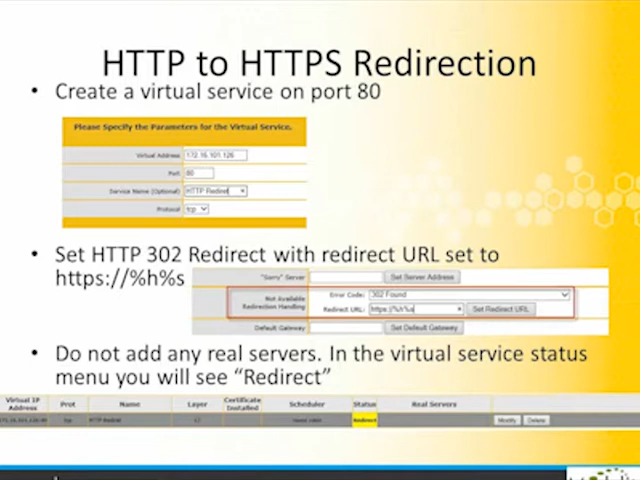 HTTP to HTTPS Redirection
• Create a virtual service on port 80
Please Specify the Parameters for the Virtual Service.
Virtual Address 172.16.101.126
Port 80
Service Name (Optional) HTTP Rediret
Protocol tcp
• Set HTTP 302 Redirect with redirect URL set to
https://%h%s
"Sorry" Server Set Server Address
Not Available
Redirection Handling
Error Code: 302 Found
Redirect URL: https://%h%s Set Redirect URL
Default Gateway Set Default Gateway
• Do not add any real servers. In the virtual service status
menu you will see “Redirect”
Virtual IP
Address Prot Name Layer Certificate
Installed Scheduler Status Real Servers
tcp HTTP Rediret Redirect Modify Delete